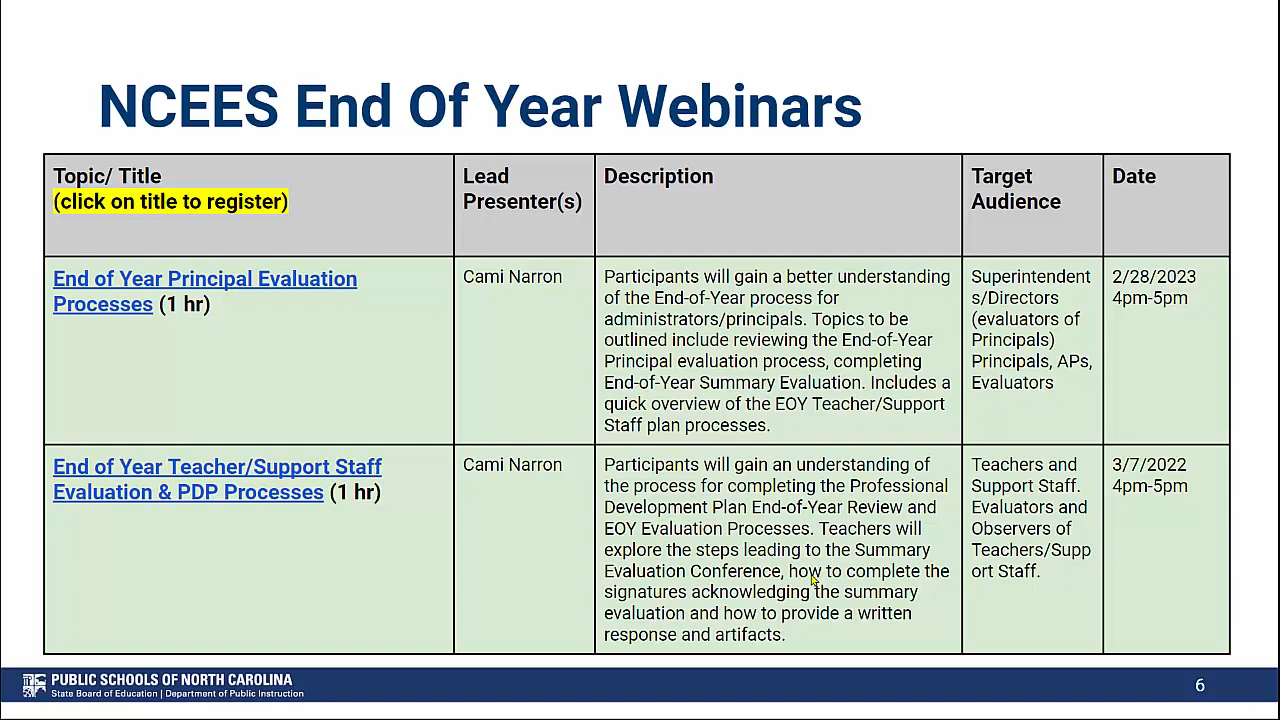 NCEES End Of Year Webinars
Topic/ Title
(click on title to register)
Lead
Presenter(s)
Description
Target
Audience
Date
End of Year Principal Evaluation
Processes (1 hr)
Cami Narron
Participants will gain a better understanding
of the End-of-Year process for
administrators/principals. Topics to be
outlined include reviewing the End-of-Year
Principal evaluation process, completing
End-of-Year Summary Evaluation. Includes a
quick overview of the EOY Teacher/Support
Staff plan processes.
Superintendent
s/Directors
(evaluators of
Principals)
Principals, APs,
Evaluators
2/28/2023
4pm-5pm
End of Year Teacher/Support Staff
Evaluation & PDP Processes (1 hr)
Cami Narron
Participants will gain an understanding of
the process for completing the Professional
Development Plan End-of-Year Review and
EOY Evaluation Processes. Teachers will
explore the steps leading to the Summary
Evaluation Conference, how to complete the
signatures acknowledging the summary
evaluation and how to provide a written
response and artifacts.
Teachers and
Support Staff.
Evaluators and
Observers of
Teachers/Supp
ort Staff.
3/7/2022
4pm-5pm
PUBLIC SCHOOLS OF NORTH CAROLINA
State Board of Education | Department of Public Instruction
6